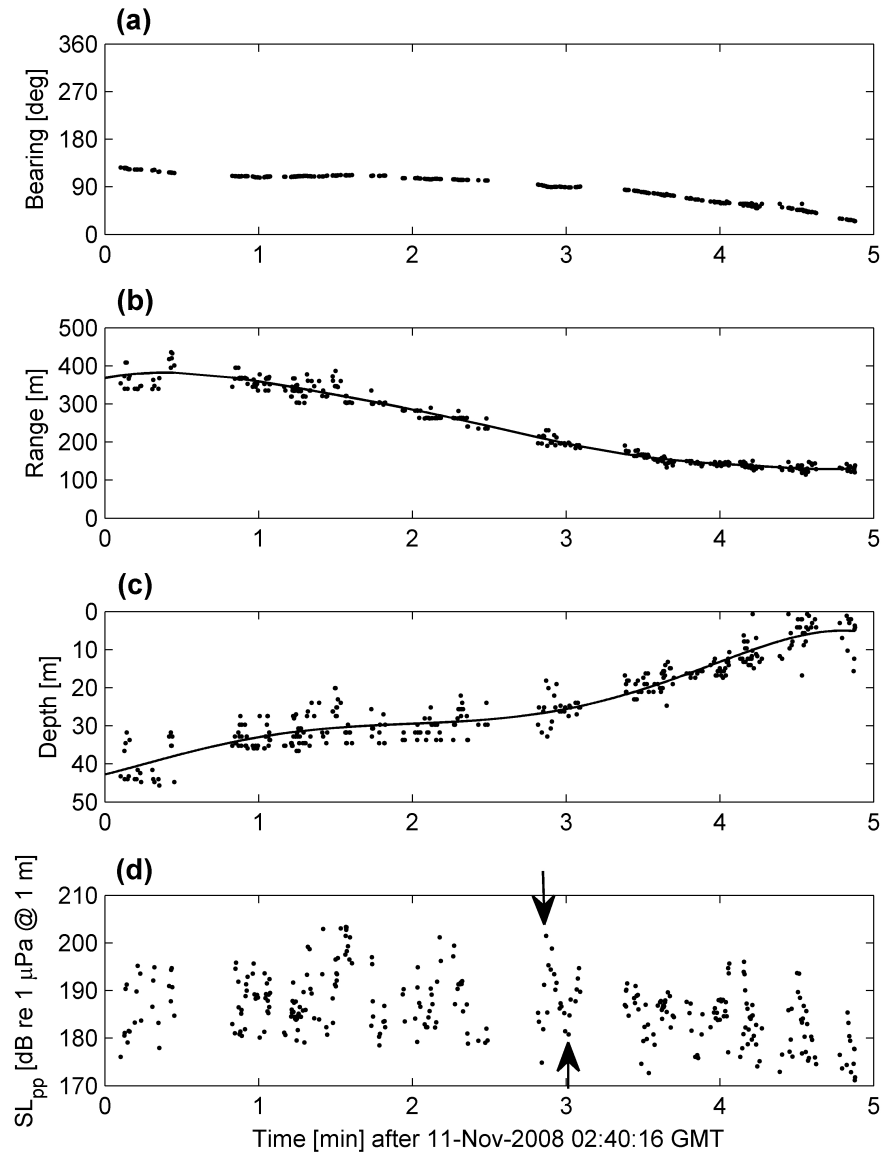 (a)
360
270
180
90
0
Bearing [deg]
0 1 2 3 4 5
(b)
500
400
300
200
100
0
Range [m]
0 1 2 3 4 5
(c)
0
10
20
30
40
50
Depth [m]
0 1 2 3 4 5
(d)
210
200
190
180
170
SLpp [dB re 1 μPa @ 1 m]
0 1 2 3 4 5
Time [min] after 11-Nov-2008 02:40:16 GMT